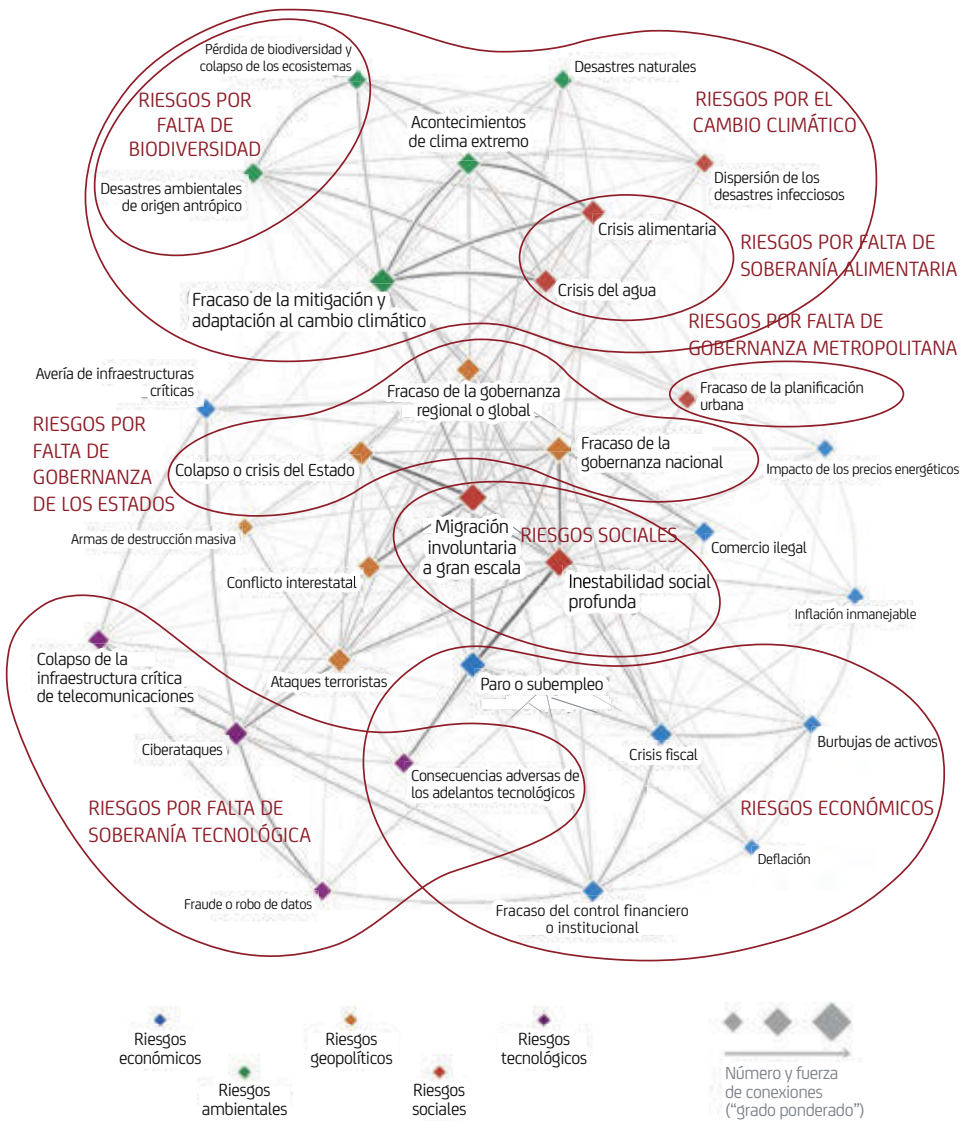 Pérdida de biodiversidad y
colapso de los ecosistemas
Desastres naturales
RIESGOS POR
FALTA DE
BIODIVERSIDAD
RIESGOS POR EL
CAMBIO CLIMÁTICO
Acontecimientos
de clima extremo
Desastres ambientales
de origen antrópico
Dispersión de los
desastres infecciosos
Crisis alimentaria
RIESGOS POR FALTA DE
SOBERANÍA ALIMENTARIA
Crisis del agua
Fracaso de la mitigación y
adaptación al cambio climático
RIESGOS POR FALTA DE
GOBERNANZA METROPOLITANA
Avería de infraestructuras
críticas
Fracaso de la gobernanza
regional o global
Fracaso de la planificación
urbana
RIESGOS POR
FALTA DE
GOBERNANZA
DE LOS ESTADOS
Colapso o crisis del Estado
Fracaso de la
gobernanza nacional
Impacto de los precios energéticos
Armas de destrucción masiva
Migración
involuntaria
a gran escala
RIESGOS SOCIALES
Comercio ilegal
Conflicto interestatal
Inestabilidad social
profunda
Inflación inmanejable
Colapso de la
infraestructura crítica
de telecomunicaciones
Ataques terroristas
Paro o subempleo
Ciberataques
Crisis fiscal
Burbujas de activos
Consecuencias adversas de
los adelantos tecnológicos
RIESGOS POR FALTA DE
SOBERANÍA TECNOLÓGICA
RIESGOS ECONÓMICOS
Deflación
Fraude o robo de datos
Fracaso del control financiero
o institucional
Riesgos
económicos
Riesgos
geopolíticos
Riesgos
tecnológicos
Riesgos
ambientales
Riesgos
sociales
Número y fuerza
de conexiones
("grado ponderado")